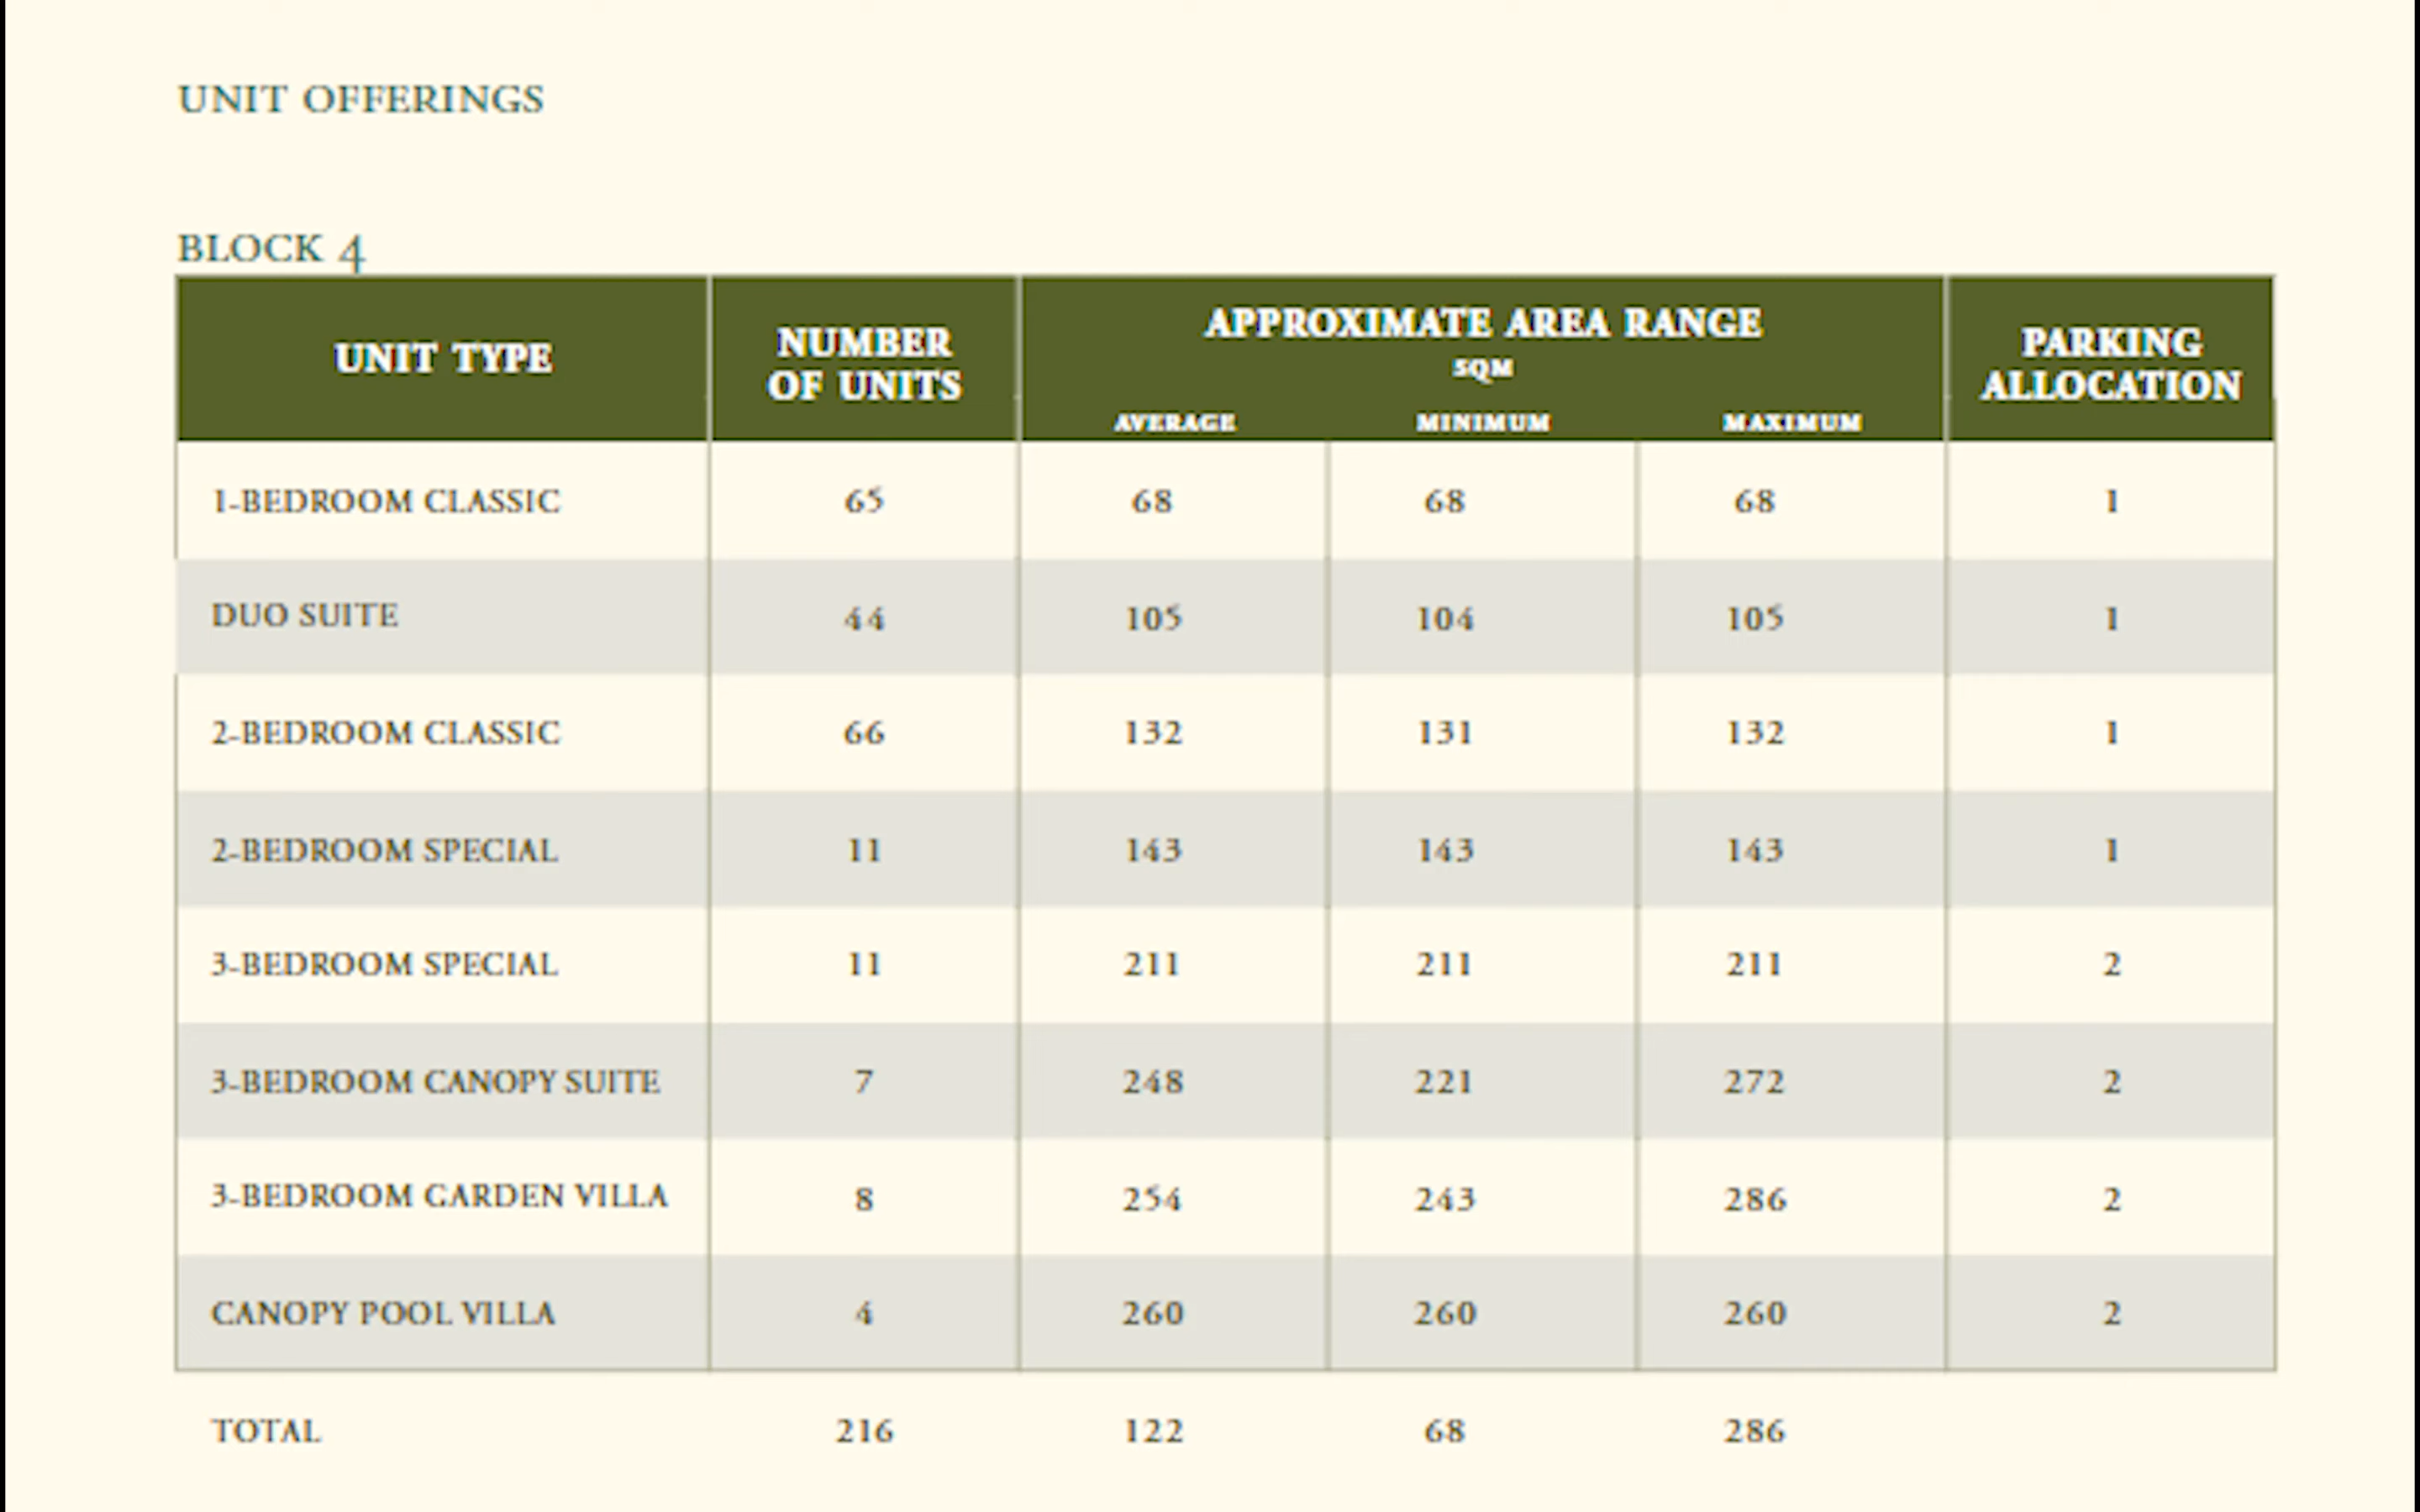 UNIT OFFERINGS
BLOCK 4
UNIT TYPE NUMBER OF UNITS APPROXIMATE AREA RANGE SQM PARKING ALLOCATION
AVERAGE MINIMUM MAXIMUM
1-BEDROOM CLASSIC 65 68 68 68 1
DUO SUITE 44 105 104 105 1
2-BEDROOM CLASSIC 66 132 131 132 1
2-BEDROOM SPECIAL 11 143 143 143 1
3-BEDROOM SPECIAL 11 211 211 211 2
3-BEDROOM CANOPY SUITE 7 248 221 272 2
3-BEDROOM GARDEN VILLA 8 254 243 286 2
CANOPY POOL VILLA 4 260 260 260 2
TOTAL 216 122 68 286